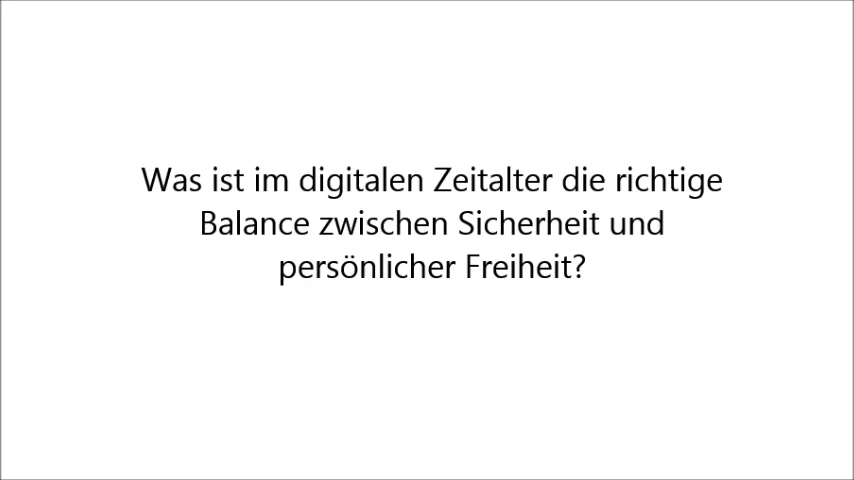 Was ist im digitalen Zeitalter die richtige
Balance zwischen Sicherheit und
persönlicher Freiheit?